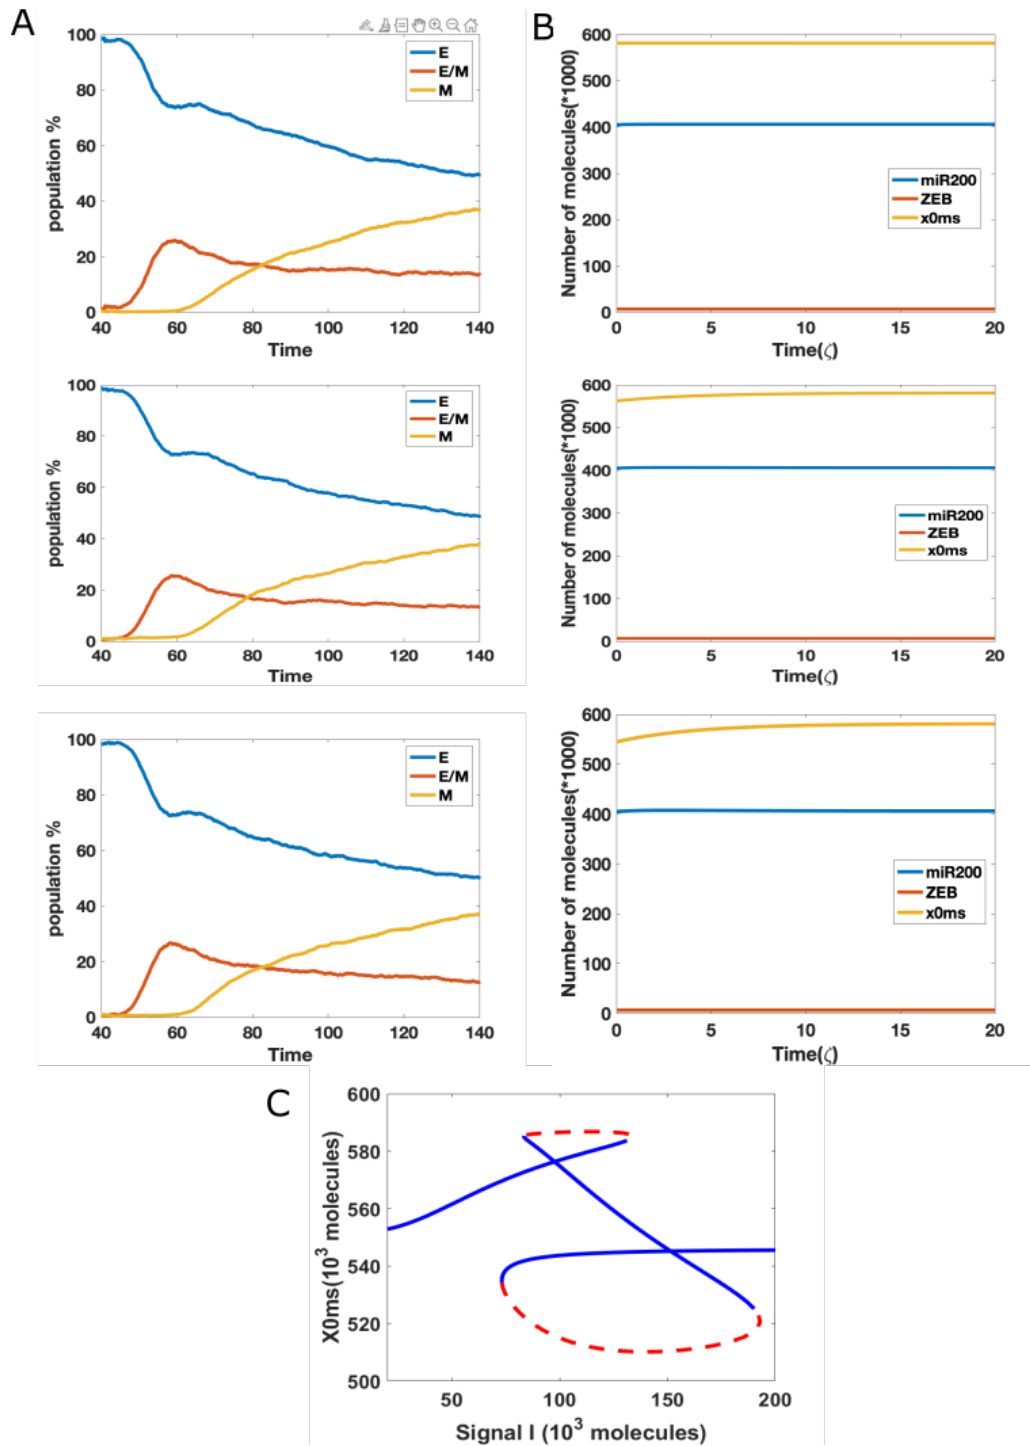 A
100
80
60
40
20
0
population %
40 60 80 100 120 140
Time
E
E/M
M
B
600
500
400
300
200
100
0
Number of molecules(*1000)
0 5 10 15 20
Time(ζ)
miR200
ZEB
x0ms
100
80
60
40
20
0
population %
40 60 80 100 120 140
Time
E
E/M
M
600
500
400
300
200
100
0
Number of molecules(*1000)
0 5 10 15 20
Time(ζ)
miR200
ZEB
x0ms
100
80
60
40
20
0
population %
40 60 80 100 120 140
Time
E
E/M
M
600
500
400
300
200
100
0
Number of molecules(*1000)
0 5 10 15 20
Time(ζ)
miR200
ZEB
x0ms
C
600
580
560
540
520
500
X0ms(10³ molecules)
50 100 150 200
Signal I (10³ molecules)